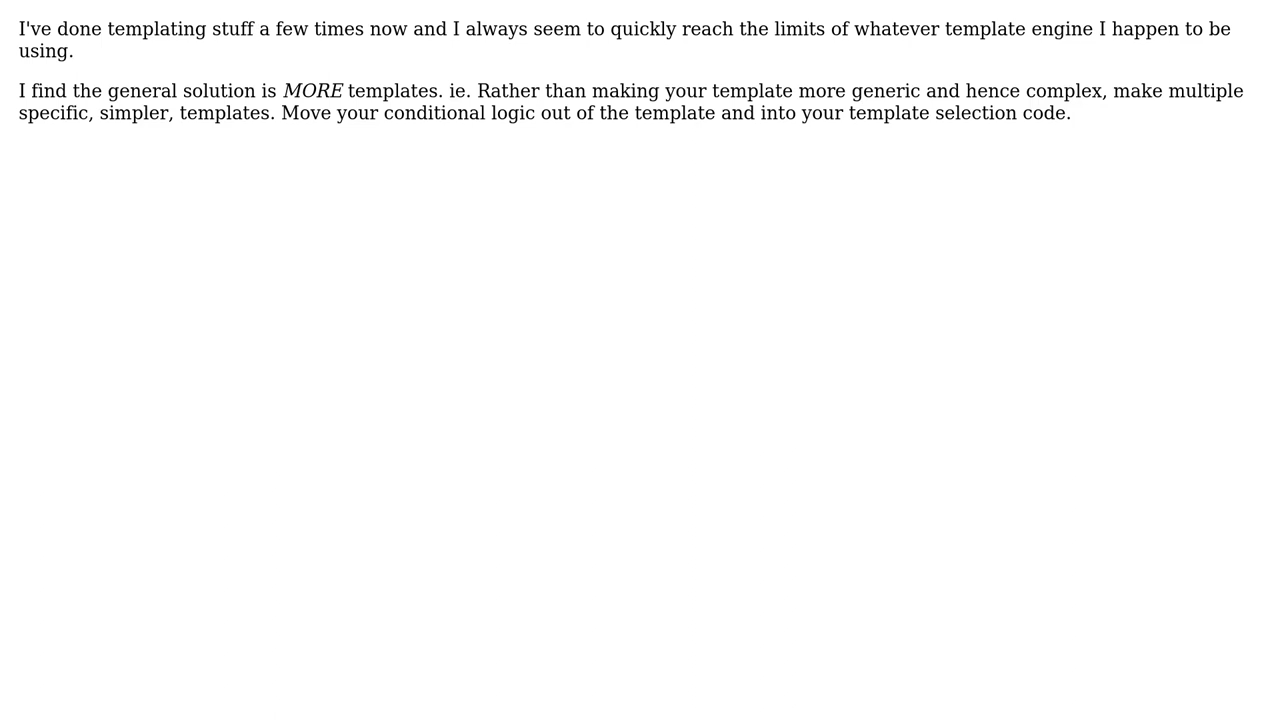 I've done templating stuff a few times now and I always seem to quickly reach the limits of whatever template engine I happen to be
using.
I find the general solution is MORE templates. ie. Rather than making your template more generic and hence complex, make multiple
specific, simpler, templates. Move your conditional logic out of the template and into your template selection code.